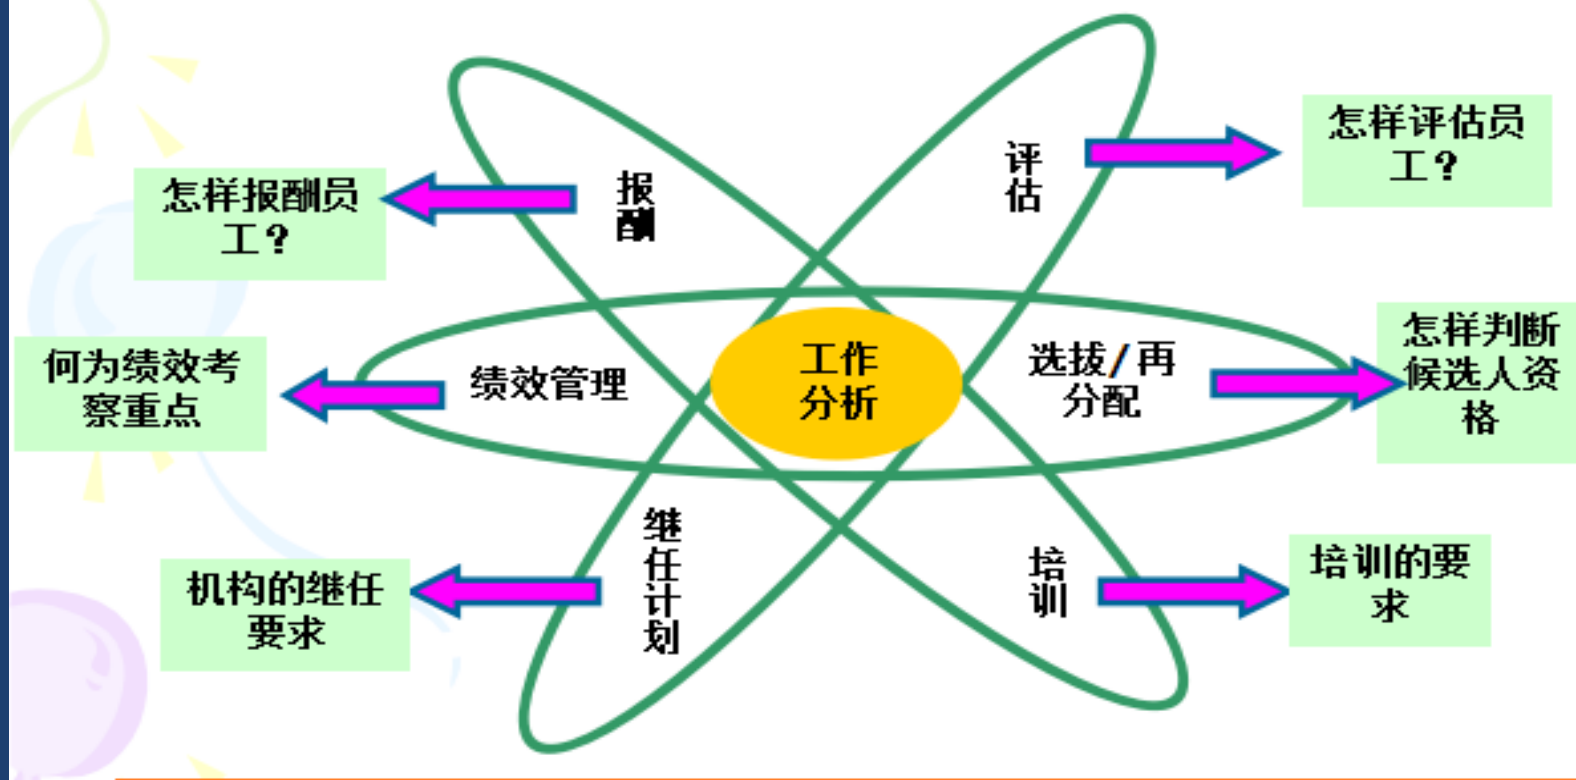 怎样评估员
工？
评
估
怎样报酬员
工？
报
酬
何为绩效考
察重点
绩效管理
工作
分析
选拔/再
分配
怎样判断
候选人资
格
机构的继任
要求
继
任
计
划
培
训
培训的要
求